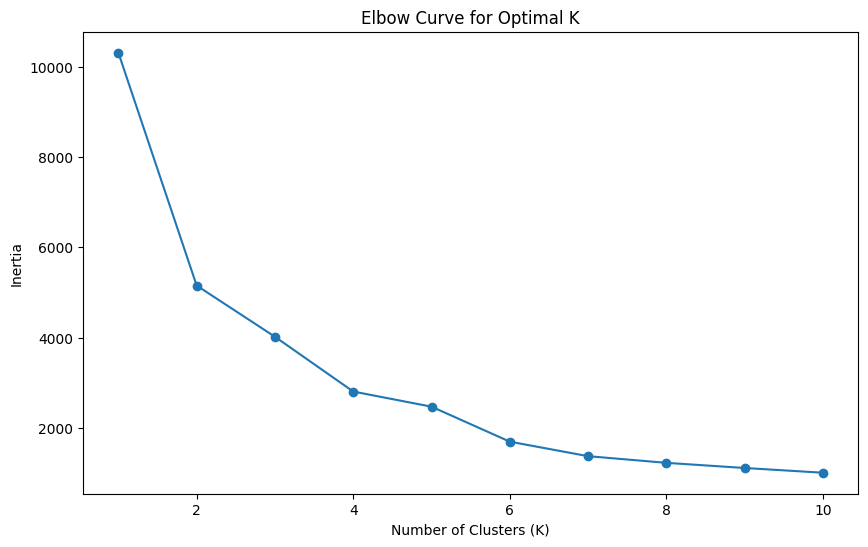 Elbow Curve for Optimal K
10000
8000
6000
4000
2000
Inertia
2 4 6 8 10
Number of Clusters (K)